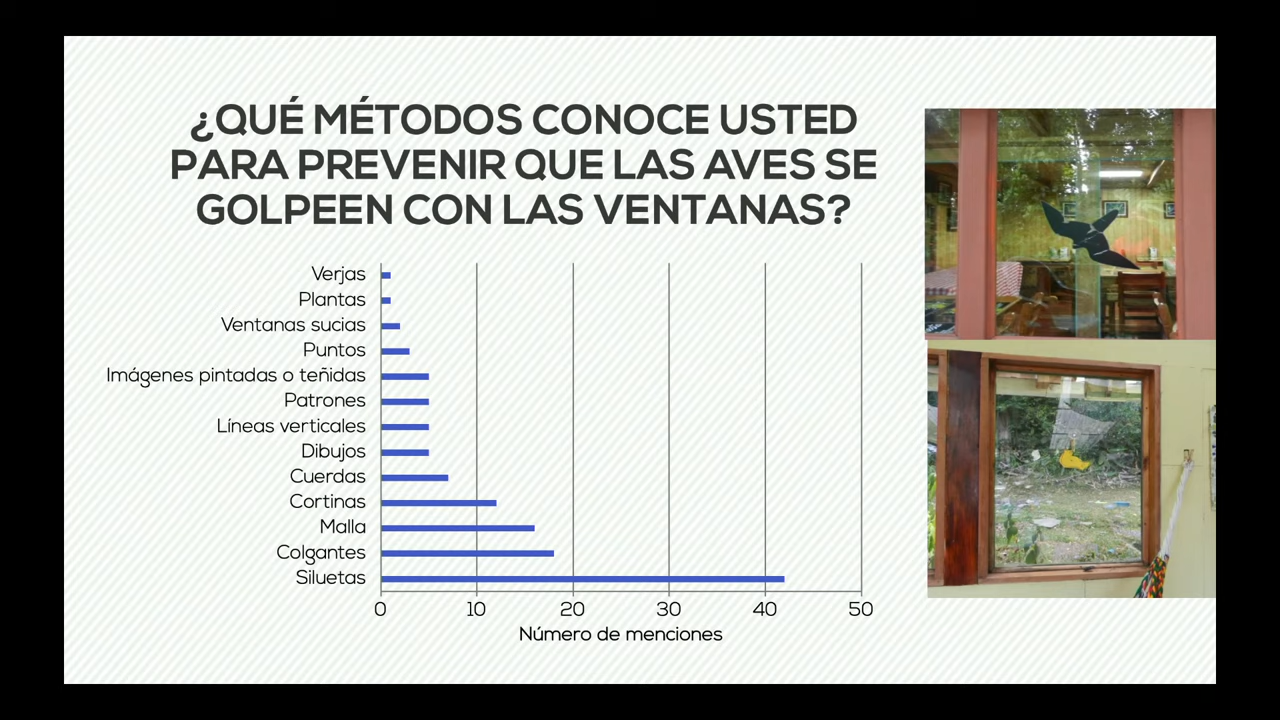 ¿QUÉ MÉTODOS CONOCE USTED
PARA PREVENIR QUE LAS AVES SE
GOLPEEN CON LAS VENTANAS?
Verjas
Plantas
Ventanas sucias
Puntos
Imágenes pintadas o teñidas
Patrones
Líneas verticales
Dibujos
Cuerdas
Cortinas
Malla
Colgantes
Siluetas
0 10 20 30 40 50
Número de menciones